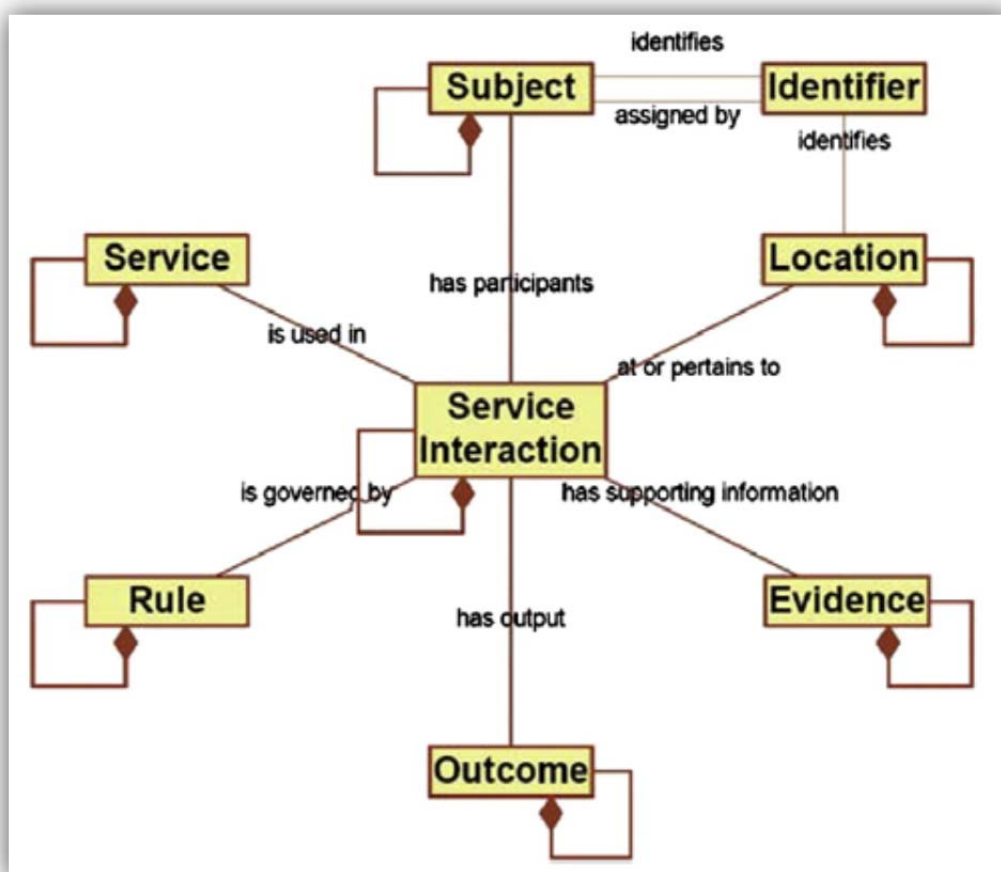 identifies
Subject
Identifier
assigned by
identifies
Service
Location
has participants
is used in
at or pertains to
Service
Interaction
is governed by
has supporting information
Rule
Evidence
has output
Outcome